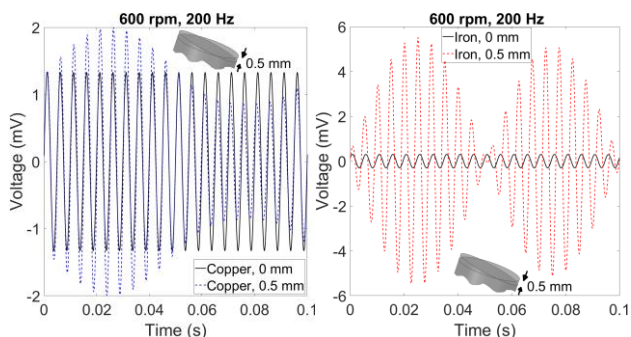 600 rpm, 200 Hz
2
1
0
-1
-2
Voltage (mV)
0.5 mm
Copper, 0 mm
Copper, 0.5 mm
0
0.02
0.04
0.06
0.08
0.1
Time (s)
600 rpm, 200 Hz
6
4
2
0
-2
-4
-6
Voltage (mV)
Iron, 0 mm
Iron, 0.5 mm
0.5 mm
0
0.02
0.04
0.06
0.08
0.1
Time (s)